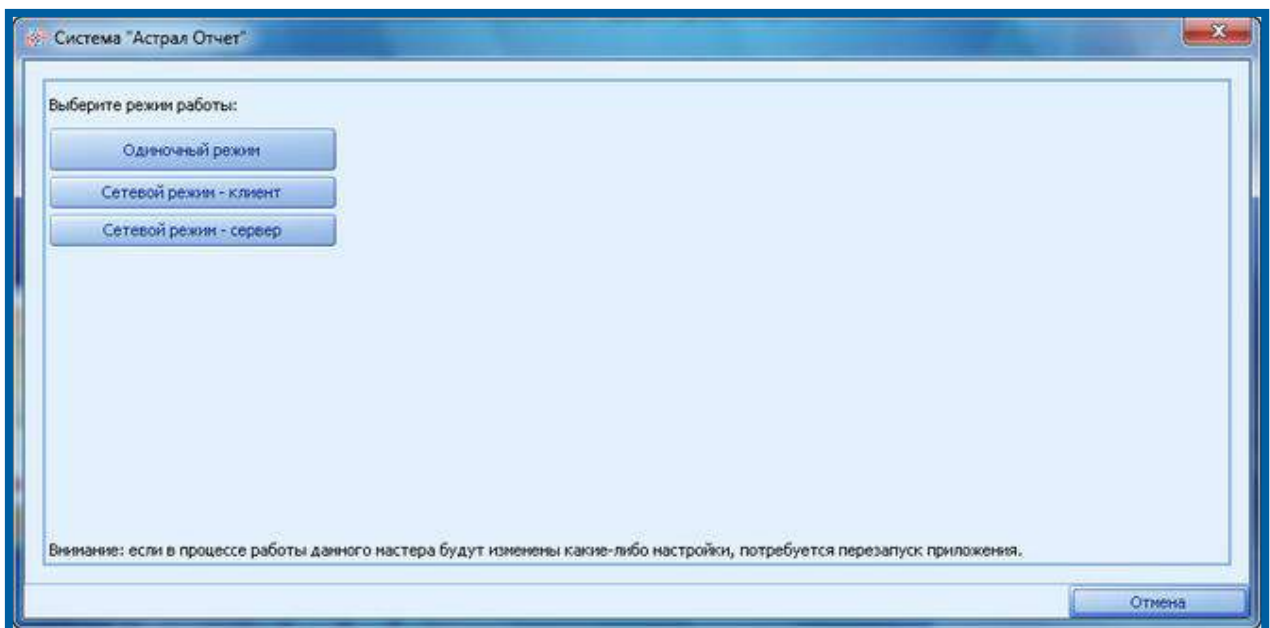 Система "Астрал Отчет"
Выберите режим работы:
Одиночный режим
Сетевой режим - клиент
Сетевой режим - сервер
Внимание: если в процессе работы данного мастера будут изменены какие-либо настройки, потребуется перезапуск приложения.
Отмена